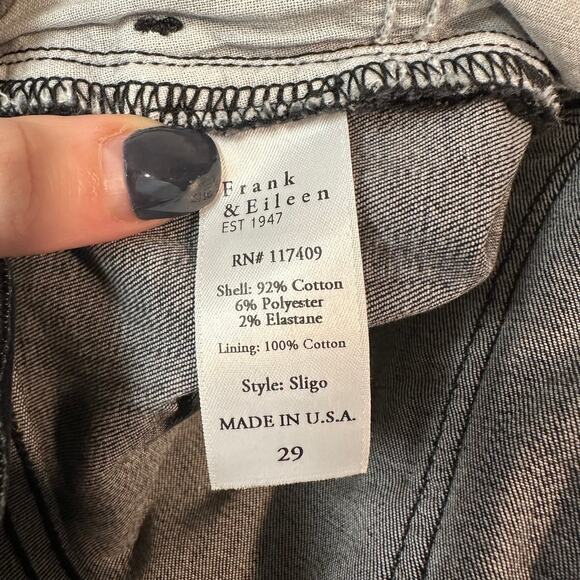 Frank
& Eileen
EST 1947
RN# 117409
Shell: 92% Cotton
6% Polyester
2% Elastane
Lining: 100% Cotton
Style: Sligo
MADE IN U.S.A.
29